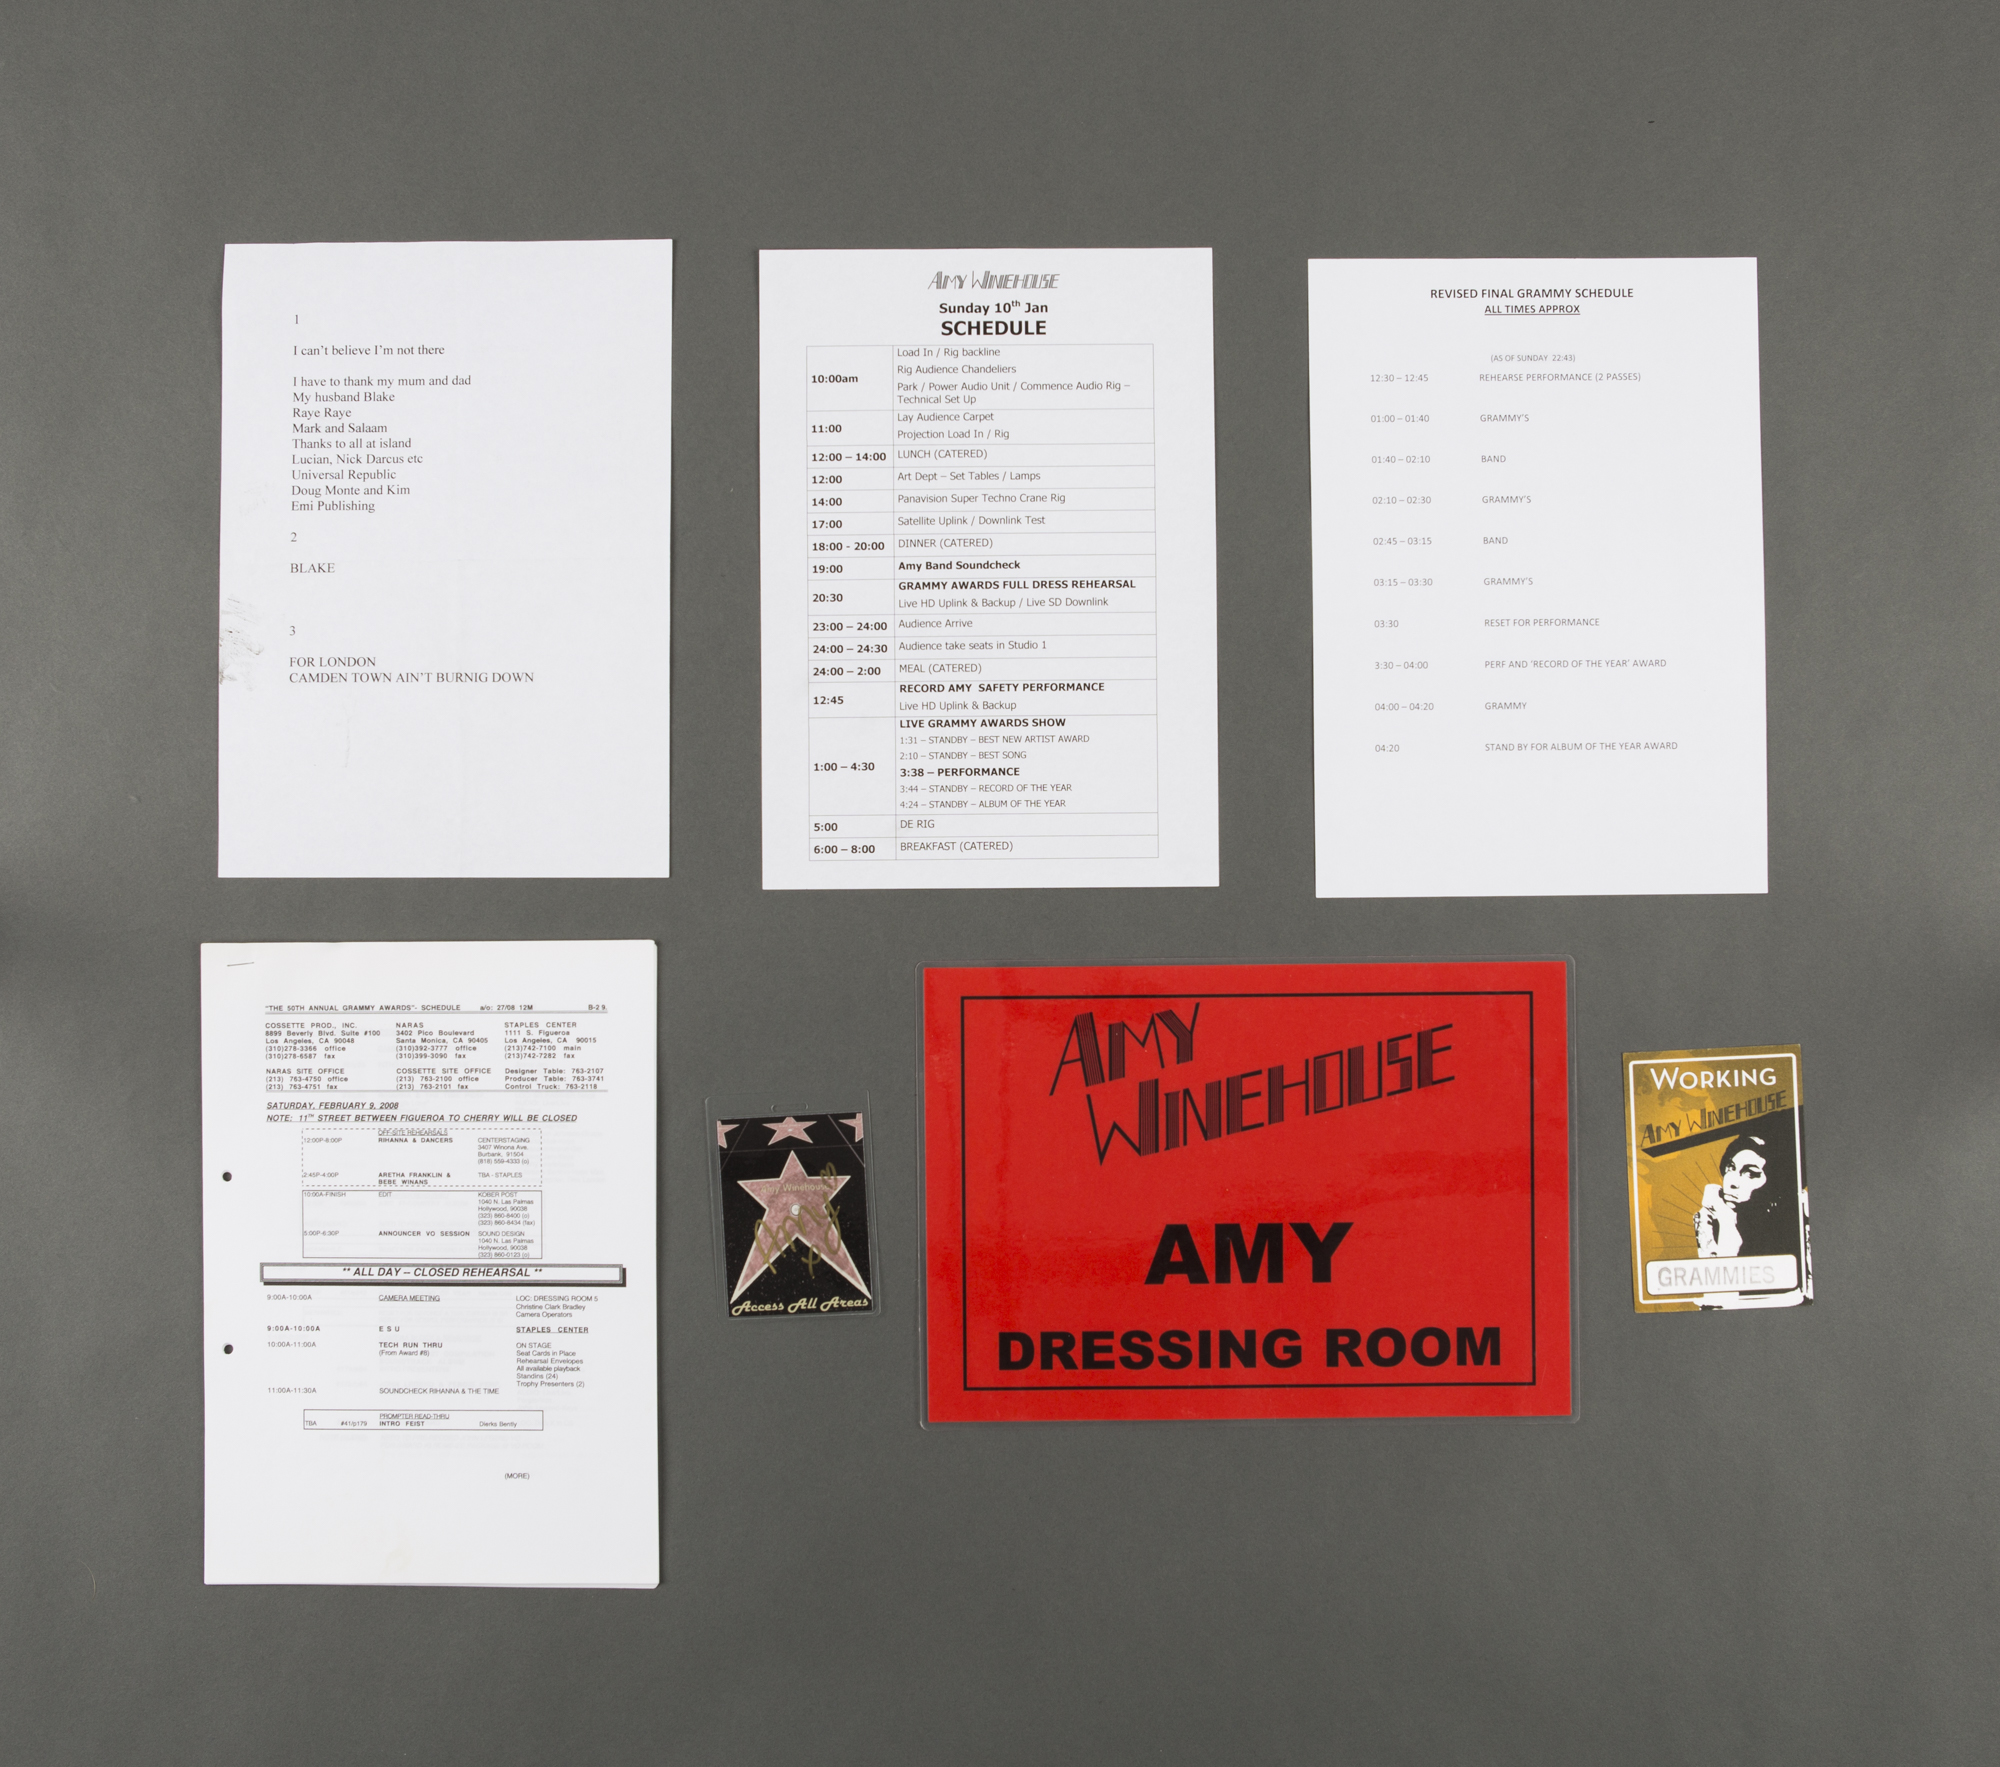 1
I can't believe I'm not there
I have to thank my mum and dad
My husband Blake
Raye Raye
Mark and Salaam
Thanks to all at island
Lucian, Nick Darcus etc
Universal Republic
Doug Monte and Kim
Emi Publishing
2
BLAKE
3
FOR LONDON
CAMDEN TOWN AIN'T BURNIG DOWN
AMY WINEHOUSE
Sunday 10th Jan
SCHEDULE
10:00am
Load In / Rig backline
Rig Audience Chandeliers
Park / Power Audio Unit / Commence Audio Rig –
Technical Set Up
11:00
Lay Audience Carpet
Projection Load In / Rig
12:00 – 14:00 LUNCH (CATERED)
12:00 Art Dept – Set Tables / Lamps
14:00 Panavision Super Techno Crane Rig
17:00 Satellite Uplink / Downlink Test
18:00 - 20:00 DINNER (CATERED)
19:00 Amy Band Soundcheck
20:30
GRAMMY AWARDS FULL DRESS REHEARSAL
Live HD Uplink & Backup / Live SD Downlink
23:00 – 24:00 Audience Arrive
24:00 – 24:30 Audience take seats in Studio 1
24:00 – 2:00 MEAL (CATERED)
12:45
RECORD AMY SAFETY PERFORMANCE
Live HD Uplink & Backup
1:00 – 4:30
LIVE GRAMMY AWARDS SHOW
1:31 – STANDBY – BEST NEW ARTIST AWARD
2:10 – STANDBY – BEST SONG
3:38 – PERFORMANCE
3:44 – STANDBY – RECORD OF THE YEAR
4:24 – STANDBY – ALBUM OF THE YEAR
5:00 DE RIG
6:00 – 8:00 BREAKFAST (CATERED)
REVISED FINAL GRAMMY SCHEDULE
ALL TIMES APPROX
(AS OF SUNDAY 22:43)
12:30 – 12:45 REHEARSE PERFORMANCE (2 PASSES)
01:00 – 01:40 GRAMMY'S
01:40 – 02:10 BAND
02:10 – 02:30 GRAMMY'S
02:45 – 03:15 BAND
03:15 – 03:30 GRAMMY'S
03:30 RESET FOR PERFORMANCE
3:30 – 04:00 PERF AND 'RECORD OF THE YEAR' AWARD
04:00 – 04:20 GRAMMY
04:20 STAND BY FOR ALBUM OF THE YEAR AWARD
"THE 50TH ANNUAL GRAMMY AWARDS"- SCHEDULE a/o: 27/08 12M B-29.
COSSETTE PROD., INC. NARAS STAPLES CENTER
8899 Beverly Blvd. Suite #100 3402 Pico Boulevard 1111 S. Figueroa
Los Angeles, CA 90048 Santa Monica, CA 90405 Los Angeles, CA 90015
(310)278-3366 office (310)392-3777 office (213)742-7100 main
(310)278-6587 fax (310)399-3090 fax (213)742-7282 fax
NARAS SITE OFFICE COSSETTE SITE OFFICE Designer Table: 763-2107
(213) 763-4750 office (213) 763-2100 office Producer Table: 763-3741
(213) 763-4751 fax (213) 763-2101 fax Control Truck: 763-2118
SATURDAY, FEBRUARY 9, 2008
NOTE: 11TH STREET BETWEEN FIGUEROA TO CHERRY WILL BE CLOSED
OFF-SITE REHEARSALS
12:00P-8:00P RIHANNA & DANCERS CENTERSTAGING
3407 Winona Ave.
Burbank, 91504
(818) 559-4333 (o)
2:45P-4:00P ARETHA FRANKLIN & TBA - STAPLES
BEBE WINANS
10:00A-FINISH EDIT KOBER POST
1040 N. Las Palmas
Hollywood, 90038
(323) 860-8400 (o)
(323) 860-8434 (fax)
5:00P-6:30P ANNOUNCER VO SESSION SOUND DESIGN
1040 N. Las Palmas
Hollywood, 90038
(323) 860-0123 (o)
** ALL DAY -- CLOSED REHEARSAL **
9:00A-10:00A CAMERA MEETING LOC: DRESSING ROOM 5
Christine Clark Bradley
Camera Operators
9:00A-10:00A E S U STAPLES CENTER
10:00A-11:00A TECH RUN THRU ON STAGE
(From Award #8) Seat Cards in Place
Rehearsal Envelopes
All available playback
Standins (24)
Trophy Presenters (2)
11:00A-11:30A SOUNDCHECK RIHANNA & THE TIME
PROMPTER READ-THRU
TBA #41/p179 INTRO FEIST Dierks Bently
(MORE)
Amy Winehouse
Access All Areas
AMY
WINEHOUSE
AMY
DRESSING ROOM
WORKING
AMY WINEHOUSE
GRAMMIES